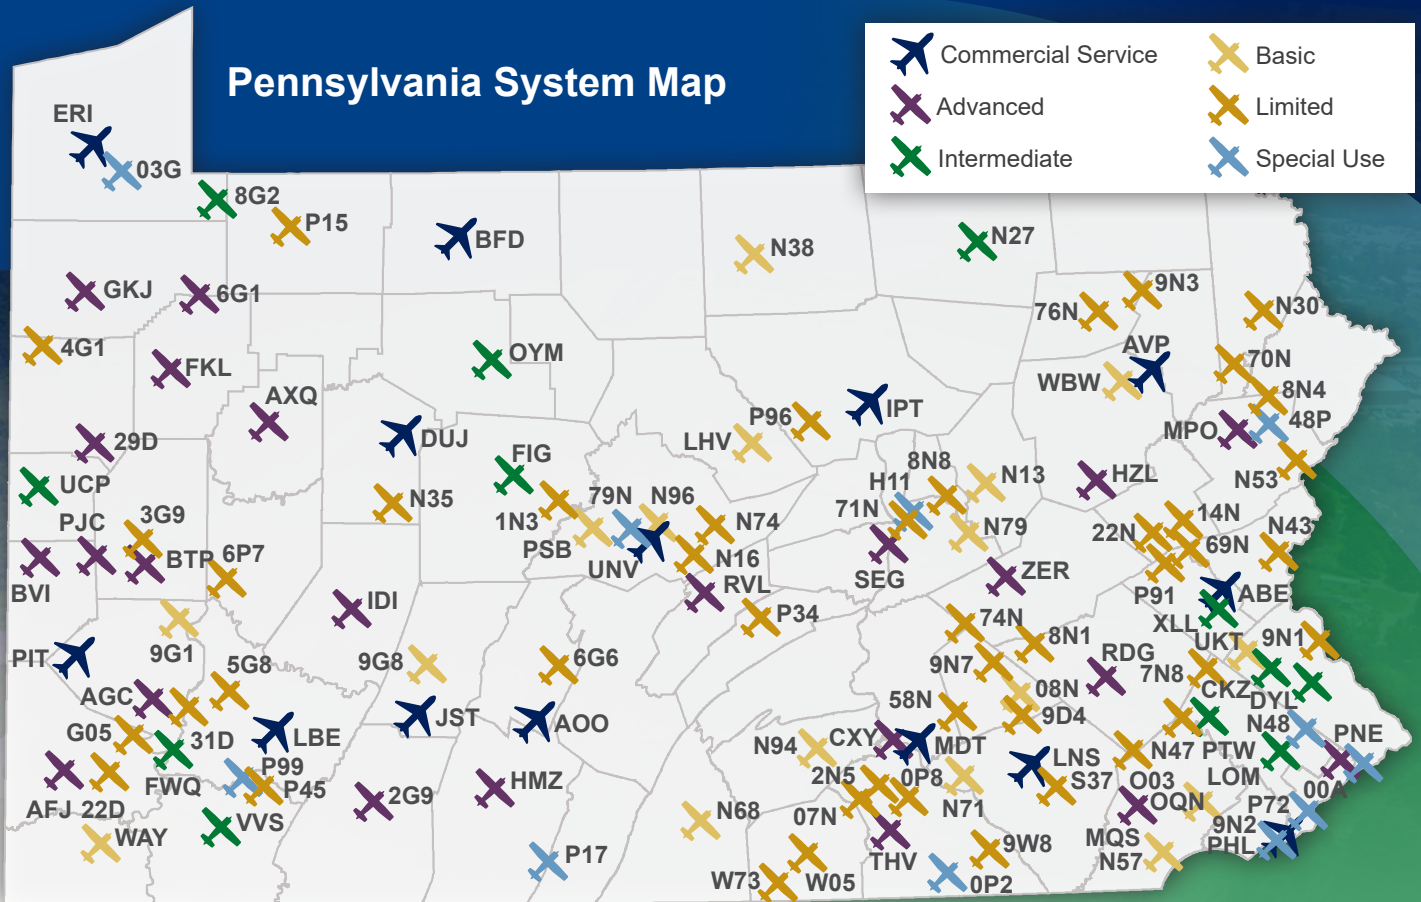 Pennsylvania System Map
Commercial Service
Basic
Advanced
Limited
Intermediate
Special Use
ERI
03G
8G2
P15
BFD
N38
N27
GKJ
6G1
9N3
76N
N30
4G1
OYM
AVP
FKL
70N
WBW
AXQ
8N4
P96
IPT
DUJ
MPO
48P
29D
LHV
FIG
8N8
N13
HZL
N53
UCP
H11
N35
79N
N96
71N
14N
3G9
1N3
N74
N79
22N
N43
PJC
PSB
69N
BTP
6P7
UNV
N16
SEG
ZER
BVI
RVL
P91
ABE
IDI
P34
74N
XLL
8N1
UKT
9N1
9G1
9G8
PIT
5G8
6G6
9N7
RDG
7N8
CKZ
DYL
AGC
58N
08N
JST
AOO
9D4
N48
G05
31D
LBE
N94
CXY
MDT
N47
PTW
PNE
LNS
P99
FWQ
2N5
0P8
S37
O03
LOM
P45
HMZ
00A
AFJ
22D
2G9
07N
N71
OQN
P72
N68
VVS
9N2
WAY
MQS
PHL
9W8
P17
THV
N57
W73
W05
0P2